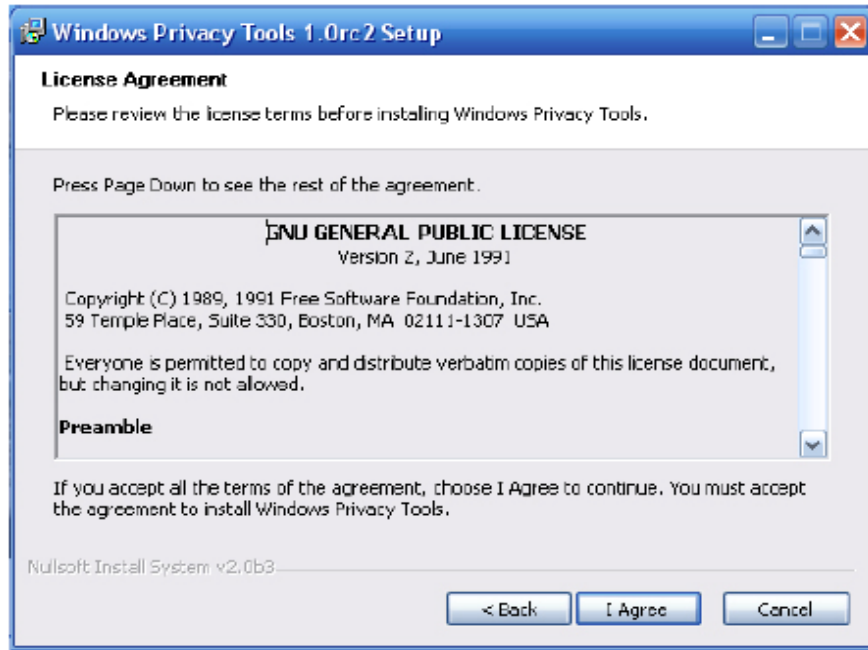 Windows Privacy Tools 1.0rc2 Setup
License Agreement
Please review the license terms before installing Windows Privacy Tools.
Press Page Down to see the rest of the agreement.
GNU GENERAL PUBLIC LICENSE
Version 2, June 1991
Copyright (C) 1989, 1991 Free Software Foundation, Inc.
59 Temple Place, Suite 330, Boston, MA 02111-1307 USA
Everyone is permitted to copy and distribute verbatim copies of this license document,
but changing it is not allowed.
Preamble
If you accept all the terms of the agreement, choose I Agree to continue. You must accept
the agreement to install Windows Privacy Tools.
Nullsoft Install System v2.0b3
< Back I Agree Cancel